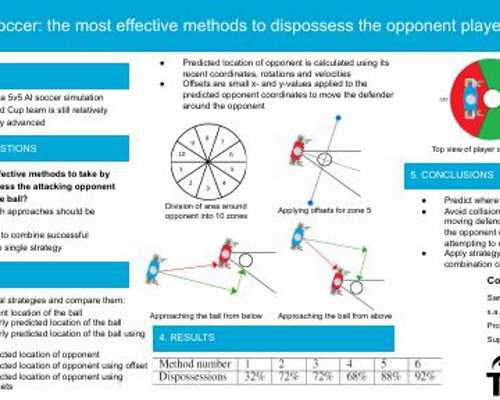 occer: the most effective methods to dispossess the opponent playe
a 5v5 AI soccer simulation
d Cup team is still relatively
y advanced
STIONS
fective methods to take by
ess the attacking opponent
e ball?
h approaches should be
to combine successful
single strategy
al strategies and compare them:
nt location of the ball
rly predicted location of the ball
rly predicted location of the ball using
cted location of opponent
cted location of opponent using offset
cted location of opponent using
sets
● Predicted location of opponent is calculated using its
recent coordinates, rotations and velocities
● Offsets are small x- and y-values applied to the
predicted opponent coordinates to move the defender
around the opponent
10 9 8 7 6 5 4 3 2 1
Division of area around
opponent into 10 zones
Applying offsets for zone 5
Approaching the ball from below
Approaching the ball from above
4. RESULTS
Method number 1 2 3 4 5 6
Dispossessions 32% 72% 72% 68% 88% 92%
Top view of player c
5. CONCLUSIONS
● Predict where
● Avoid collision
moving defend
the opponent
attempting to
● Apply strategy
combination o
Co
Sar
s.a.
Pro
Sup
T